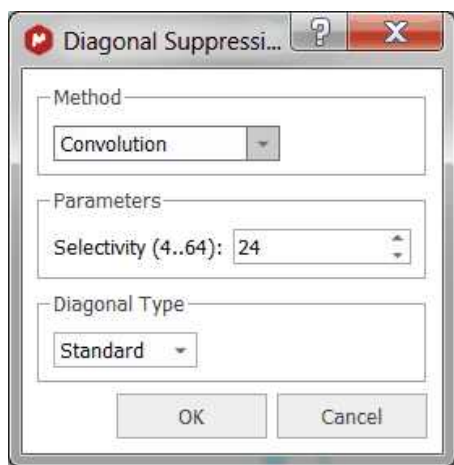 Diagonal Suppressi...
Method
Convolution
Parameters
Selectivity (4..64): 24
Diagonal Type
Standard
OK Cancel